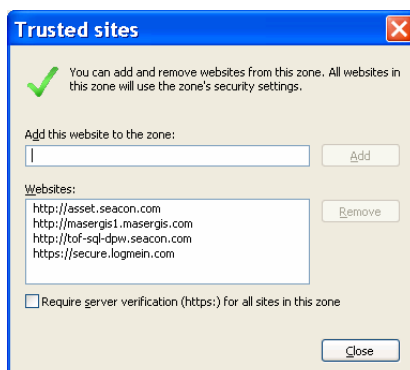 Trusted sites
You can add and remove websites from this zone. All websites in
this zone will use the zone's security settings.
Add this website to the zone:
Add
Websites:
http://asset.seacon.com
http://masergis1.masergis.com
http://tof-sql-dpw.seacon.com
https://secure.logmein.com
Remove
Require server verification (https:) for all sites in this zone
Close